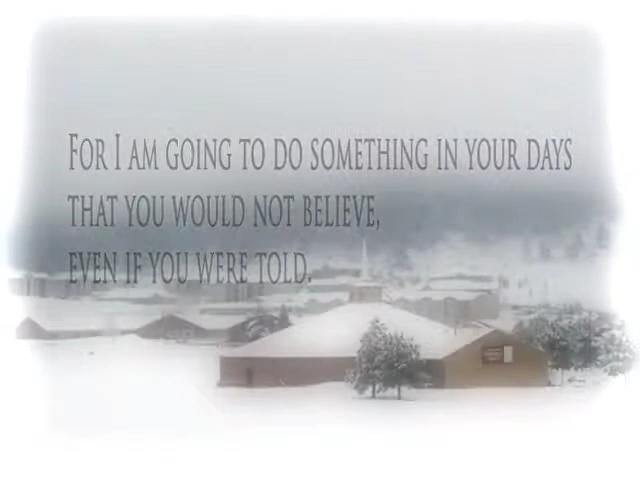 For I am going to do something in your days
that you would not believe,
even if you were told.